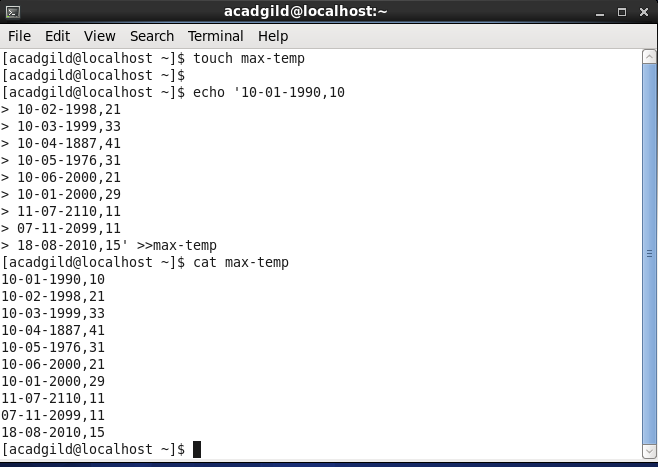 acadgild@localhost:~
File Edit View Search Terminal Help
[acadgild@localhost ~]$ touch max-temp
[acadgild@localhost ~]$
[acadgild@localhost ~]$ echo '10-01-1990,10
> 10-02-1998,21
> 10-03-1999,33
> 10-04-1887,41
> 10-05-1976,31
> 10-06-2000,21
> 10-01-2000,29
> 11-07-2110,11
> 07-11-2099,11
> 18-08-2010,15' >>max-temp
[acadgild@localhost ~]$ cat max-temp
10-01-1990,10
10-02-1998,21
10-03-1999,33
10-04-1887,41
10-05-1976,31
10-06-2000,21
10-01-2000,29
11-07-2110,11
07-11-2099,11
18-08-2010,15
[acadgild@localhost ~]$